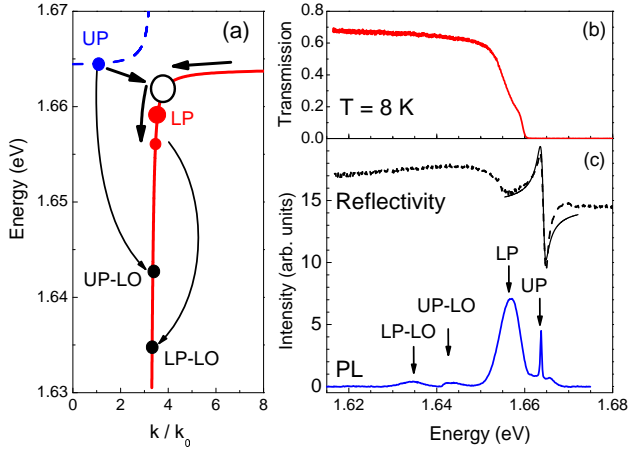 1.67
1.66
1.65
1.64
1.63
Energy (eV)
(a)
UP
LP
UP-LO
LP-LO
0 2 4 6 8
k / k0
Transmission
0.8
0.6
0.4
0.2
0.0
(b)
T = 8 K
Intensity (arb. units)
15
10
5
0
(c)
Reflectivity
LP
UP
UP-LO
LP-LO
PL
1.62 1.64 1.66 1.68
Energy (eV)